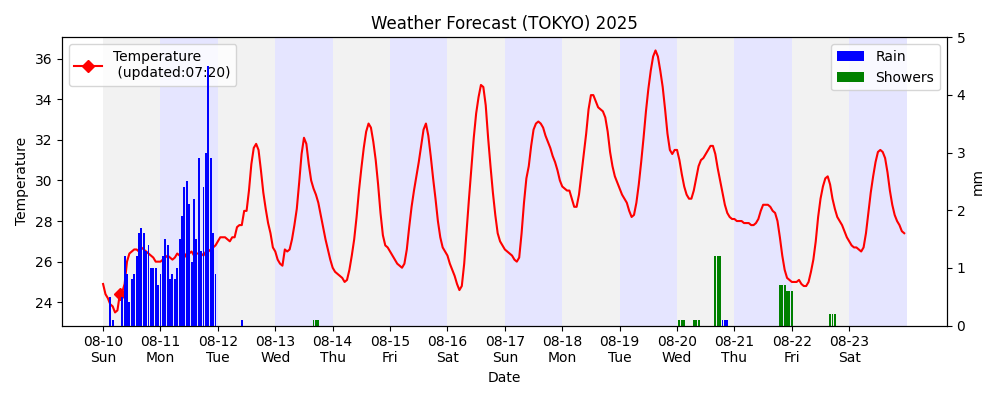 Weather Forecast (TOKYO) 2025
Temperature
(updated:07:20)
Rain
Showers
36
34
32
30
28
26
24
Temperature
5
4
3
2
1
0
mm
08-10 08-11 08-12 08-13 08-14 08-15 08-16 08-17 08-18 08-19 08-20 08-21 08-22 08-23
Sun Mon Tue Wed Thu Fri Sat Sun Mon Tue Wed Thu Fri Sat
Date